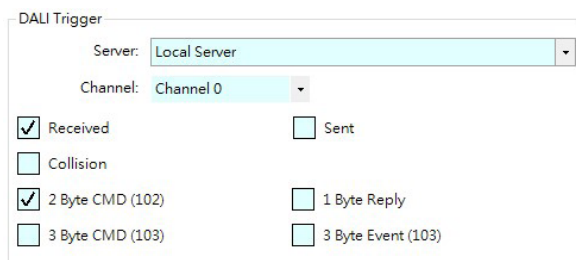 DALI Trigger
Server: Local Server
Channel: Channel 0
Received Sent
Collision
2 Byte CMD (102) 1 Byte Reply
3 Byte CMD (103) 3 Byte Event (103)